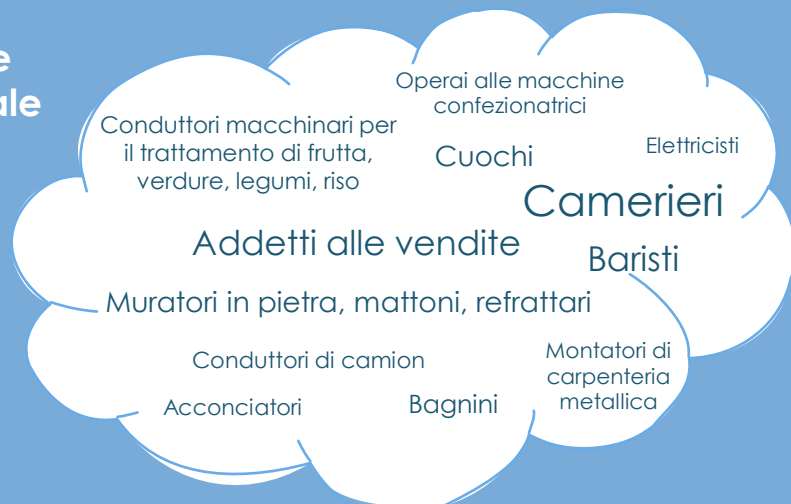 Operai alle macchine
confezionatrici
Conduttori macchinari per
il trattamento di frutta,
verdure, legumi, riso
Cuochi
Elettricisti
Camerieri
Addetti alle vendite
Baristi
Muratori in pietra, mattoni, refrattari
Conduttori di camion
Montatori di
carpenteria
metallica
Acconciatori
Bagnini